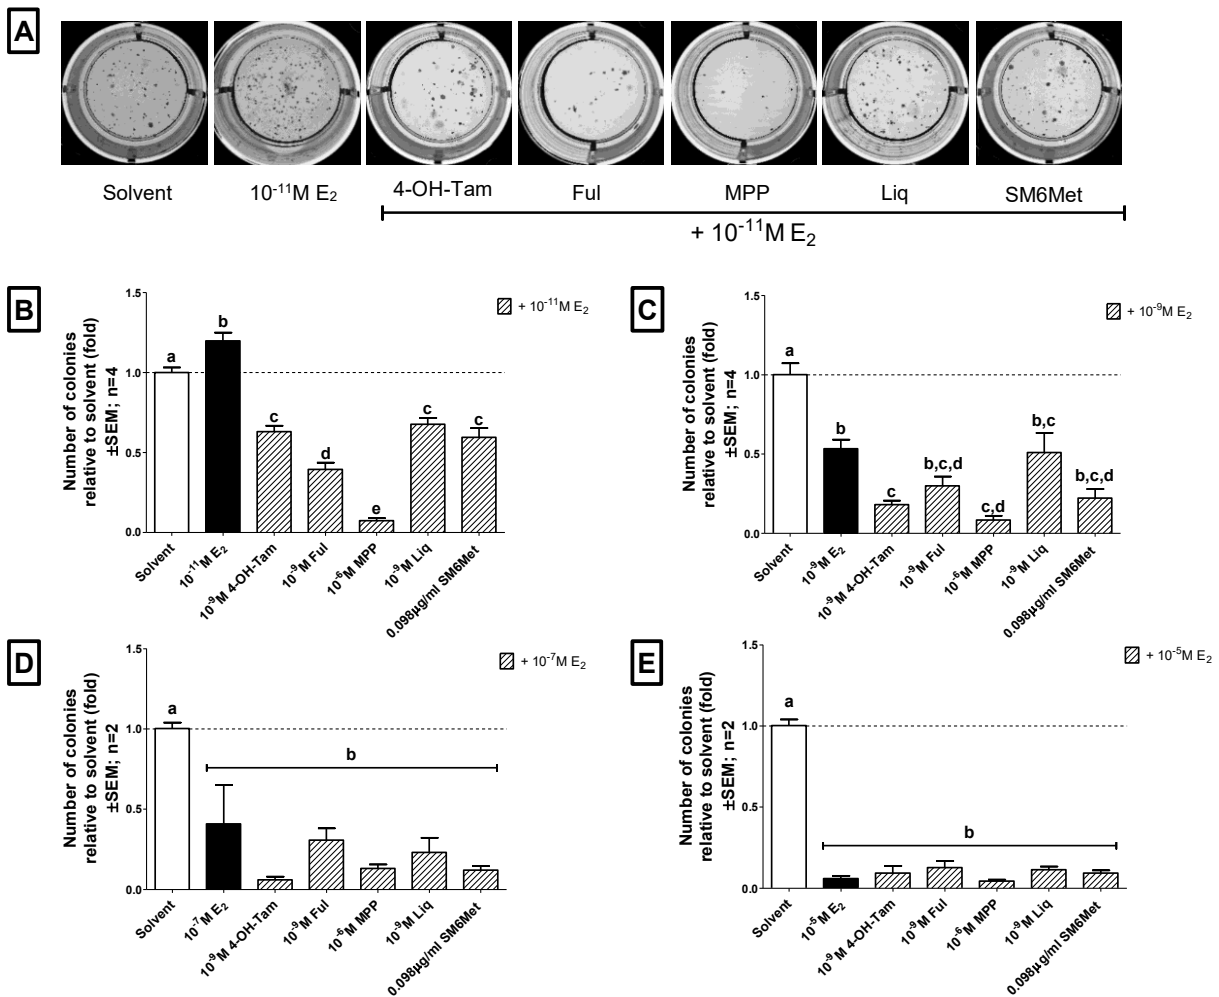 A
Solvent
10⁻¹¹M E₂
4-OH-Tam
Ful
MPP
Liq
SM6Met
+ 10⁻¹¹M E₂
B
Number of colonies
relative to solvent (fold)
±SEM; n=4
1.5
1.0
0.5
0.0
+ 10⁻¹¹M E₂
a
b
c
d
e
c
c
Solvent
10⁻¹¹M E₂
10⁻⁹M 4-OH-Tam
10⁻⁹M Ful
10⁻⁶M MPP
10⁻⁹M Liq
0.098µg/ml SM6Met
C
Number of colonies
relative to solvent (fold)
±SEM; n=4
1.5
1.0
0.5
0.0
+ 10⁻⁹M E₂
a
b
c
b,c,d
c,d
b,c
b,c,d
Solvent
10⁻⁹M E₂
10⁻⁹M 4-OH-Tam
10⁻⁹M Ful
10⁻⁶M MPP
10⁻⁹M Liq
0.098µg/ml SM6Met
D
Number of colonies
relative to solvent (fold)
±SEM; n=2
1.5
1.0
0.5
0.0
+ 10⁻⁷M E₂
a
b
Solvent
10⁻⁷M E₂
10⁻⁹M 4-OH-Tam
10⁻⁹M Ful
10⁻⁶M MPP
10⁻⁹M Liq
0.098µg/ml SM6Met
E
Number of colonies
relative to solvent (fold)
±SEM; n=2
1.5
1.0
0.5
0.0
+ 10⁻⁵M E₂
a
b
Solvent
10⁻⁵M E₂
10⁻⁹M 4-OH-Tam
10⁻⁹M Ful
10⁻⁶M MPP
10⁻⁹M Liq
0.098µg/ml SM6Met